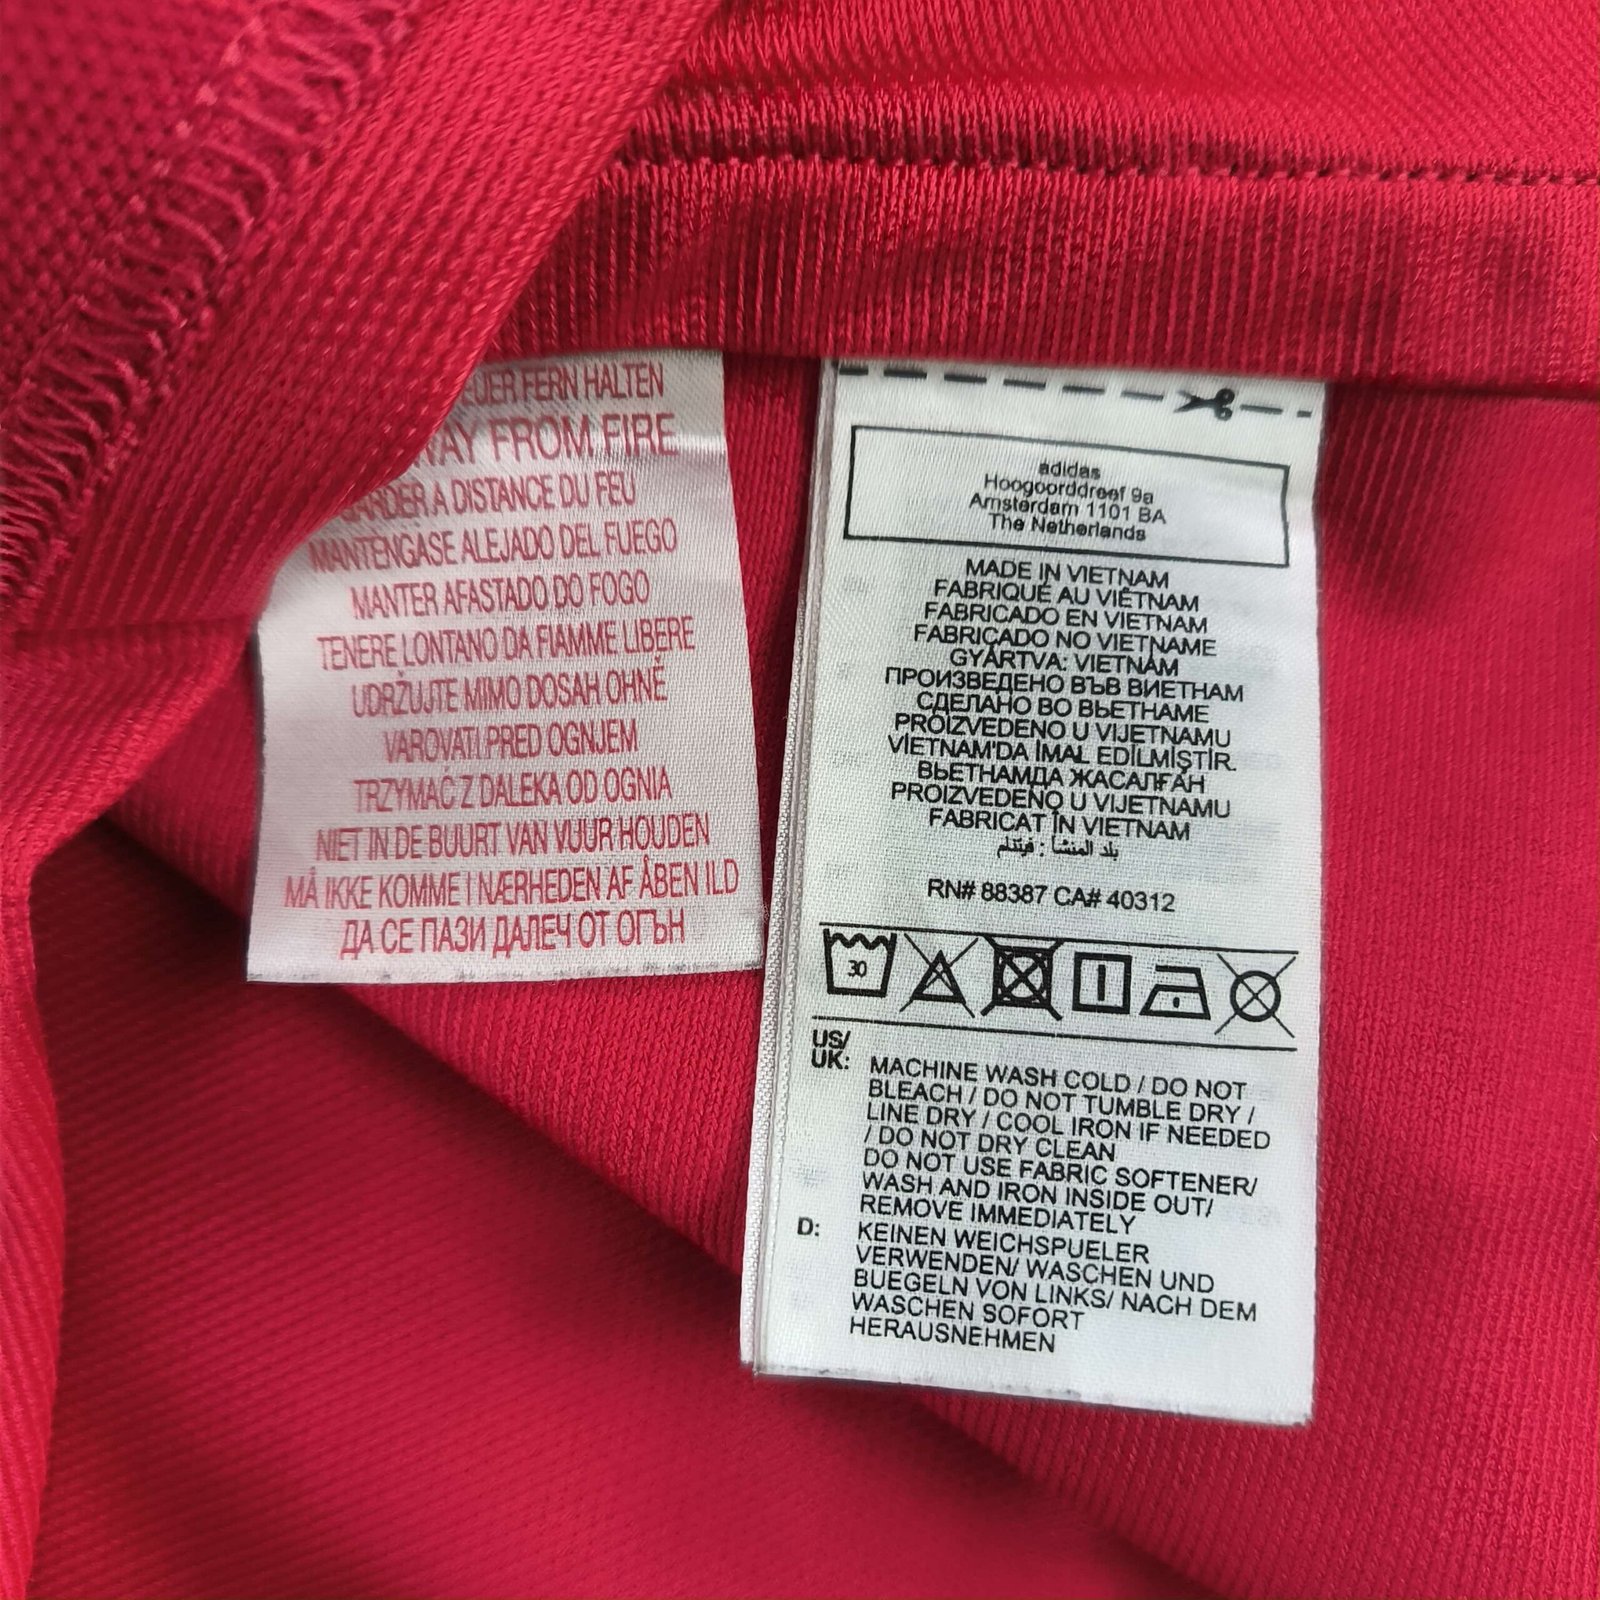 FERN HALTEN
FROM FIRE
A DISTANCE DU FEU
MANTENGASE ALEJADO DEL FUEGO
MANTER AFASTADO DO FOGO
TENERE LONTANO DA FIAMME LIBERE
UDRŽUJTE MIMO DOSAH OHNĚ
VAROVATI PRED OGNJEM
TRZYMAĆ Z DALEKA OD OGNIA
NIET IN DE BUURT VAN VUUR HOUDEN
MÅ IKKE KOMME I NÆRHEDEN AF ÅBEN ILD
ДА СЕ ПАЗИ ДАЛЕЧ ОТ ОГЪН
adidas
Hoogoorddreef 9a
Amsterdam 1101 BA
The Netherlands
MADE IN VIETNAM
FABRIQUÉ AU VIÊTNAM
FABRICADO EN VIETNAM
FABRICADO NO VIETNAME
GYÁRTVA: VIETNÁM
ПРОИЗВЕДЕНО ВЪВ ВИЕТНАМ
СДЕЛАНО ВО ВЬЕТНАМЕ
PROIZVEDENO U VIJETNAMU
VİETNAM'DA İMAL EDİLMİŞTİR.
ВЬЕТНАМДА ЖАСАЛҒАН
PROIZVEDENO U VIJETNAMU
FABRICAT ÎN VIETNAM
بلد المنشأ : فيتنام
RN# 88387 CA# 40312
30
US/
UK: MACHINE WASH COLD / DO NOT
BLEACH / DO NOT TUMBLE DRY /
LINE DRY / COOL IRON IF NEEDED
/ DO NOT DRY CLEAN
DO NOT USE FABRIC SOFTENER/
WASH AND IRON INSIDE OUT/
REMOVE IMMEDIATELY
D: KEINEN WEICHSPUELER
VERWENDEN/ WASCHEN UND
BUEGELN VON LINKS/ NACH DEM
WASCHEN SOFORT
HERAUSNEHMEN